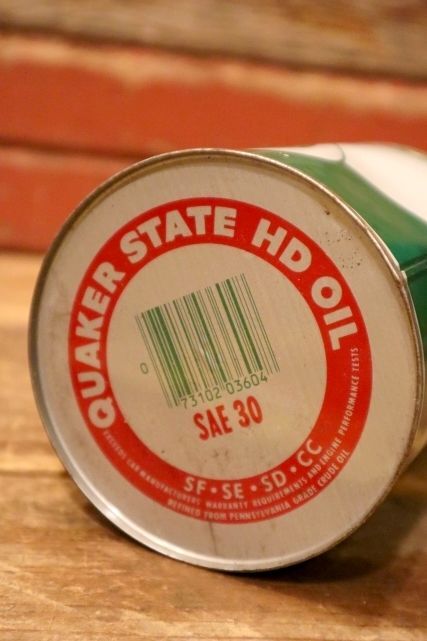 QUAKER STATE HD OIL
0
73102 03604
SAE 30
SF • SE • SD • CC
EXCEEDS CAR MANUFACTURERS' WARRANTY REQUIREMENTS AND ENGINE PERFORMANCE TESTS
REFINED FROM PENNSYLVANIA GRADE CRUDE OIL